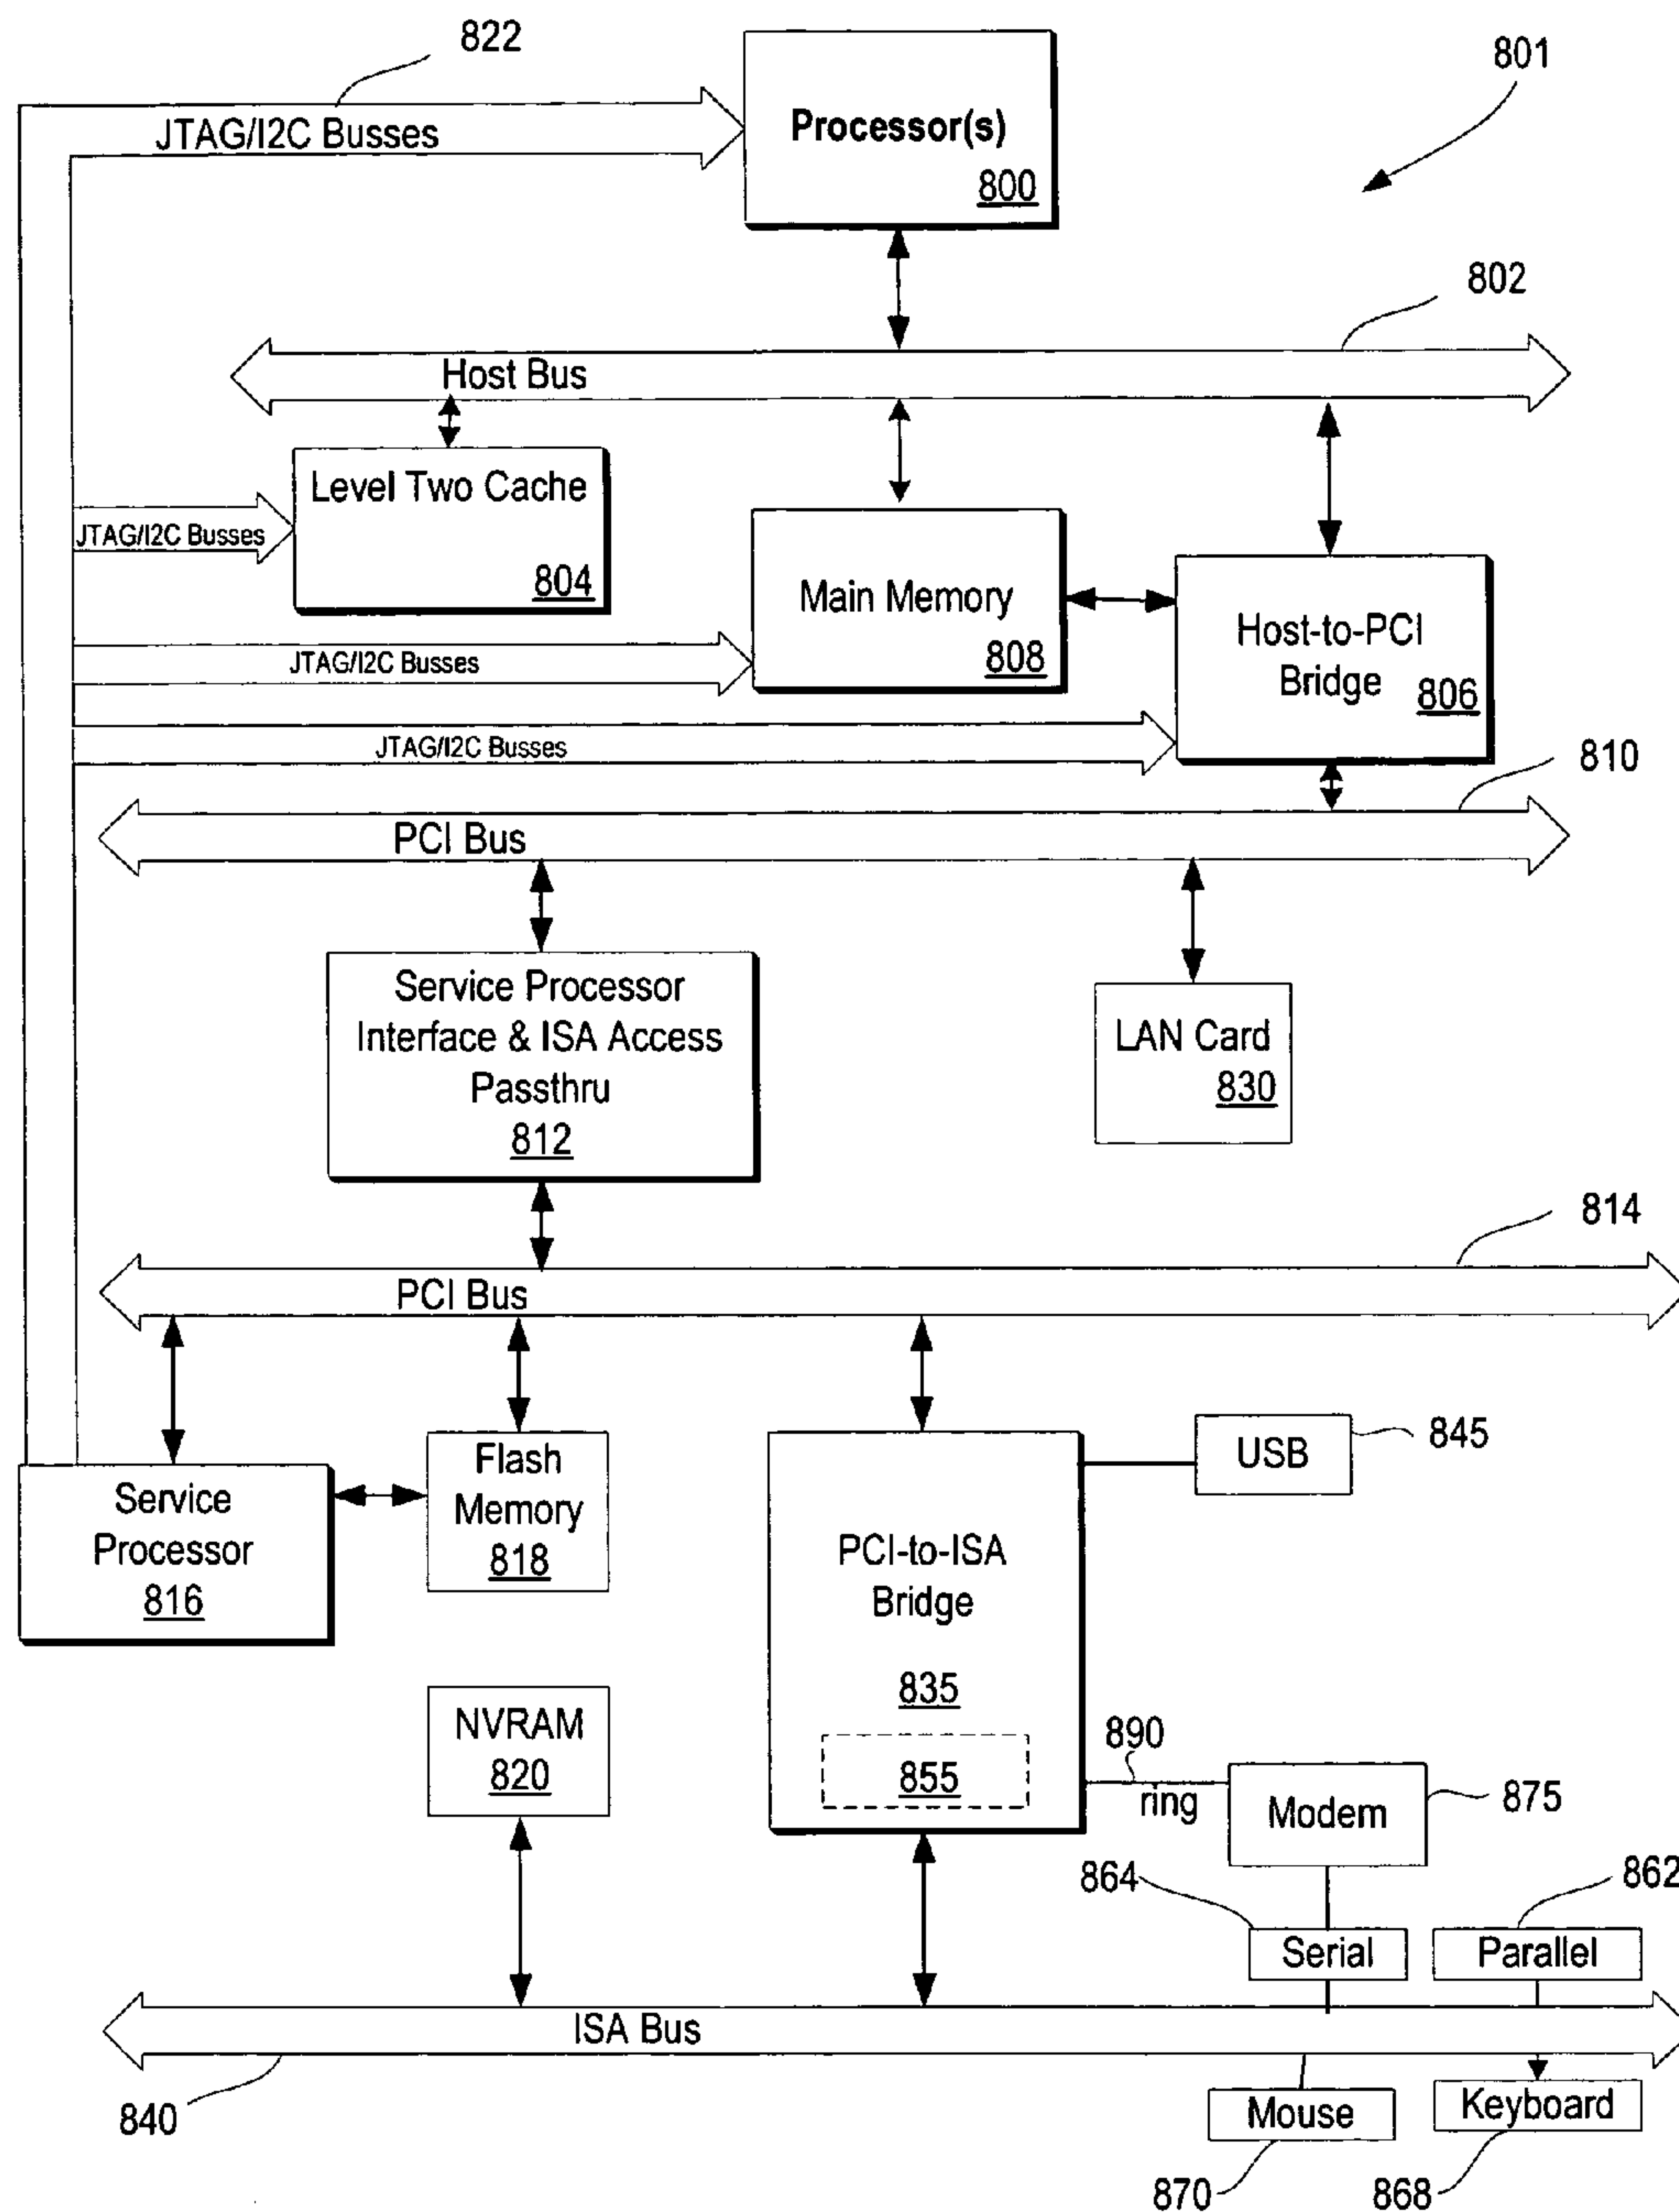 822
801
JTAG/I2C Busses
Processor(s)
800
802
Host Bus
Level Two Cache
804
JTAG/I2C Busses
Main Memory
808
Host-to-PCI
Bridge
806
JTAG/I2C Busses
JTAG/I2C Busses
810
PCI Bus
Service Processor
Interface & ISA Access
Passthru
812
LAN Card
830
814
PCI Bus
Service
Processor
816
Flash
Memory
818
PCI-to-ISA
Bridge
835
855
USB
845
NVRAM
820
890
ring
Modem
875
864
862
Serial
Parallel
ISA Bus
840
Mouse
Keyboard
870
868